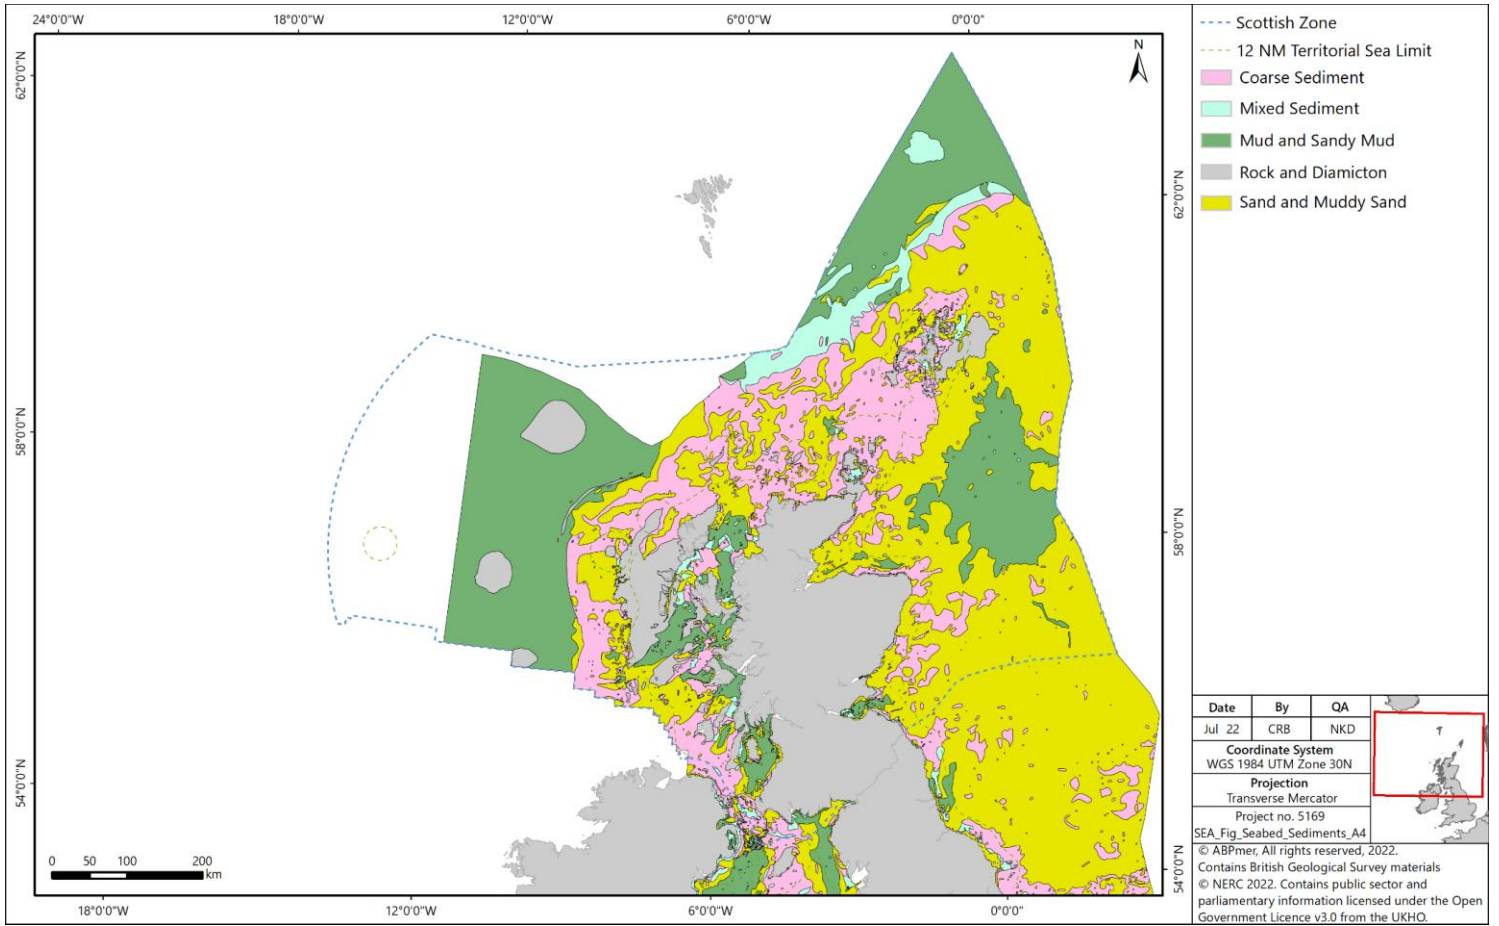 24°0'0"W 18°0'0"W 12°0'0"W 6°0'0"W 0°0'0"
62°0'0"N
58°0'0"N
54°0'0"N
N
62°0'0"N
58°0'0"N
54°0'0"N
0 50 100 200
km
18°0'0"W 12°0'0"W 6°0'0"W 0°0'0"
Scottish Zone
12 NM Territorial Sea Limit
Coarse Sediment
Mixed Sediment
Mud and Sandy Mud
Rock and Diamicton
Sand and Muddy Sand
Date By QA
Jul 22 CRB NKD
Coordinate System
WGS 1984 UTM Zone 30N
Projection
Transverse Mercator
Project no. 5169
SEA_Fig_Seabed_Sediments_A4
© ABPmer, All rights reserved, 2022.
Contains British Geological Survey materials
© NERC 2022. Contains public sector and
parliamentary information licensed under the Open
Government Licence v3.0 from the UKHO.